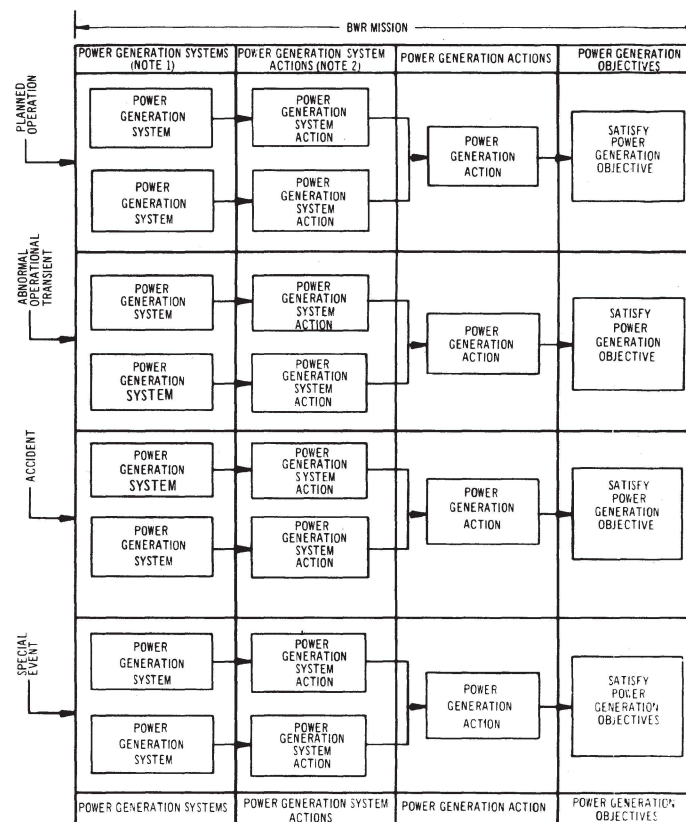 BWR MISSION
POWER GENERATION SYSTEMS
(NOTE 1)
POWER GENERATION SYSTEM
ACTIONS (NOTE 2)
POWER GENERATION ACTIONS
POWER GENERATION
OBJECTIVES
PLANNED
OPERATION
POWER
GENERATION
SYSTEM
POWER
GENERATION
SYSTEM
ACTION
POWER
GENERATION
SYSTEM
POWER
GENERATION
SYSTEM
ACTION
POWER
GENERATION
ACTION
SATISFY
POWER
GENERATION
OBJECTIVE
ABNORMAL
OPERATIONAL
TRANSIENT
POWER
GENERATION
SYSTEM
POWER
GENERATION
SYSTEM
ACTION
POWER
GENERATION
SYSTEM
POWER
GENERATION
SYSTEM
ACTION
POWER
GENERATION
ACTION
SATISFY
POWER
GENERATION
OBJECTIVE
ACCIDENT
POWER
GENERATION
SYSTEM
POWER
GENERATION
SYSTEM
ACTION
POWER
GENERATION
SYSTEM
POWER
GENERATION
SYSTEM
ACTION
POWER
GENERATION
ACTION
SATISFY
POWER
GENERATION
OBJECTIVE
SPECIAL
EVENT
POWER
GENERATION
SYSTEM
POWER
GENERATION
SYSTEM
ACTION
POWER
GENERATION
SYSTEM
POWER
GENERATION
SYSTEM
ACTION
POWER
GENERATION
ACTION
SATISFY
POWER
GENERATION
OBJECTIVES
POWER GENERATION SYSTEMS
POWER GENERATION SYSTEM
ACTIONS
POWER GENERATION ACTION
POWER GENERATION
OBJECTIVES